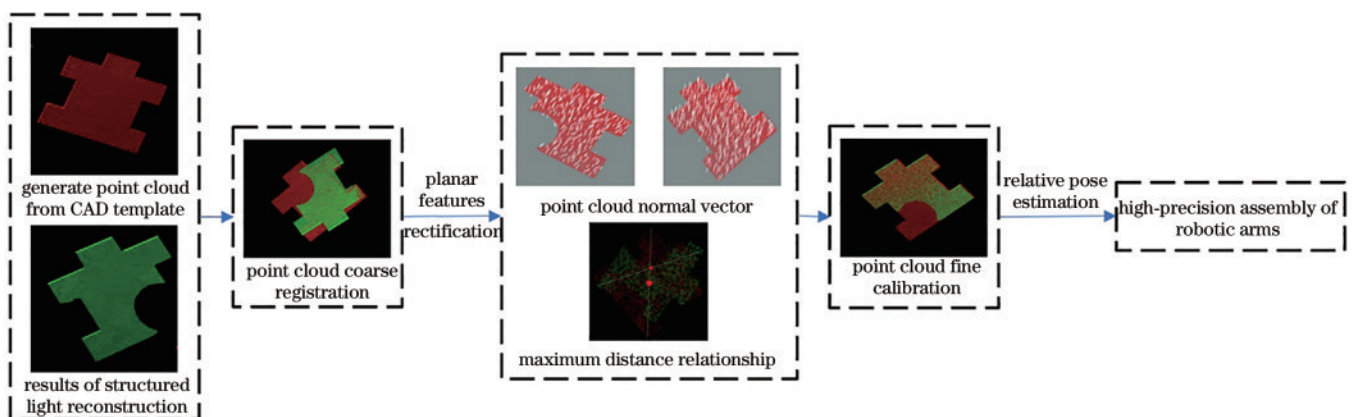 generate point cloud
from CAD template
results of structured
light reconstruction
point cloud coarse
registration
planar
features
rectification
point cloud normal vector
maximum distance relationship
point cloud fine
calibration
relative pose
estimation
high-precision assembly of
robotic arms